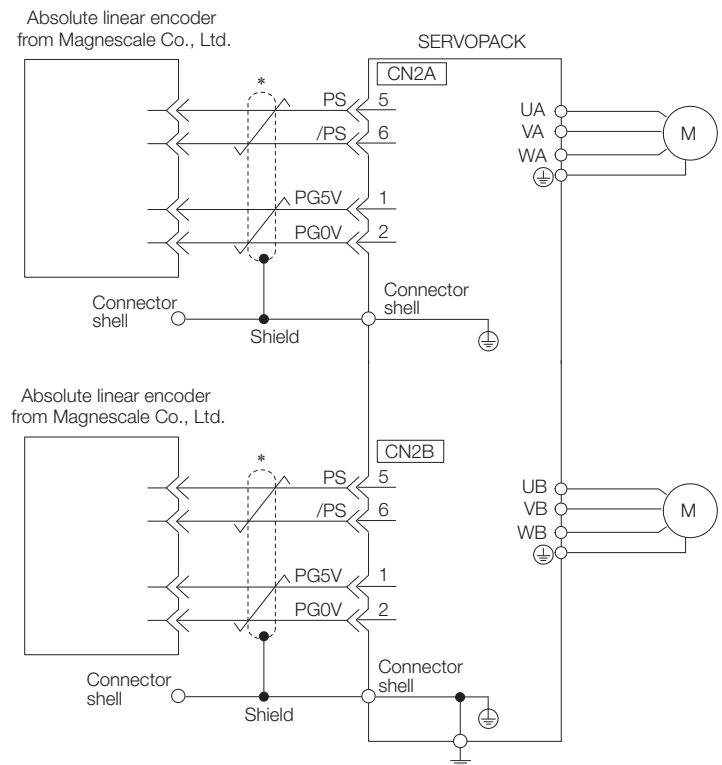 Absolute linear encoder
from Magnescale Co., Ltd.
SERVOPACK
CN2A
*
PS 5
/PS 6
PG5V 1
PG0V 2
UA
VA
WA
M
Connector
shell
Shield
Connector
shell
Absolute linear encoder
from Magnescale Co., Ltd.
CN2B
*
PS 5
/PS 6
PG5V 1
PG0V 2
UB
VB
WB
M
Connector
shell
Shield
Connector
shell